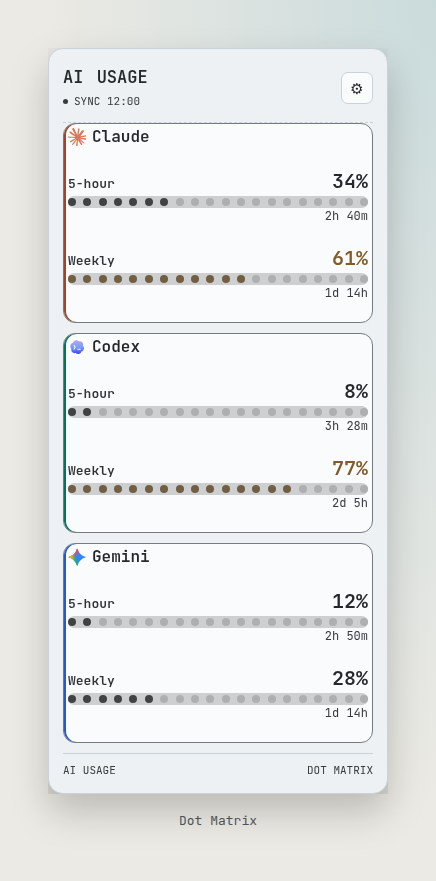 AI USAGE
SYNC 12:00
Claude
5-hour 34%
2h 40m
Weekly 61%
1d 14h
Codex
5-hour 8%
3h 28m
Weekly 77%
2d 5h
Gemini
5-hour 12%
2h 50m
Weekly 28%
1d 14h
AI USAGE DOT MATRIX
Dot Matrix